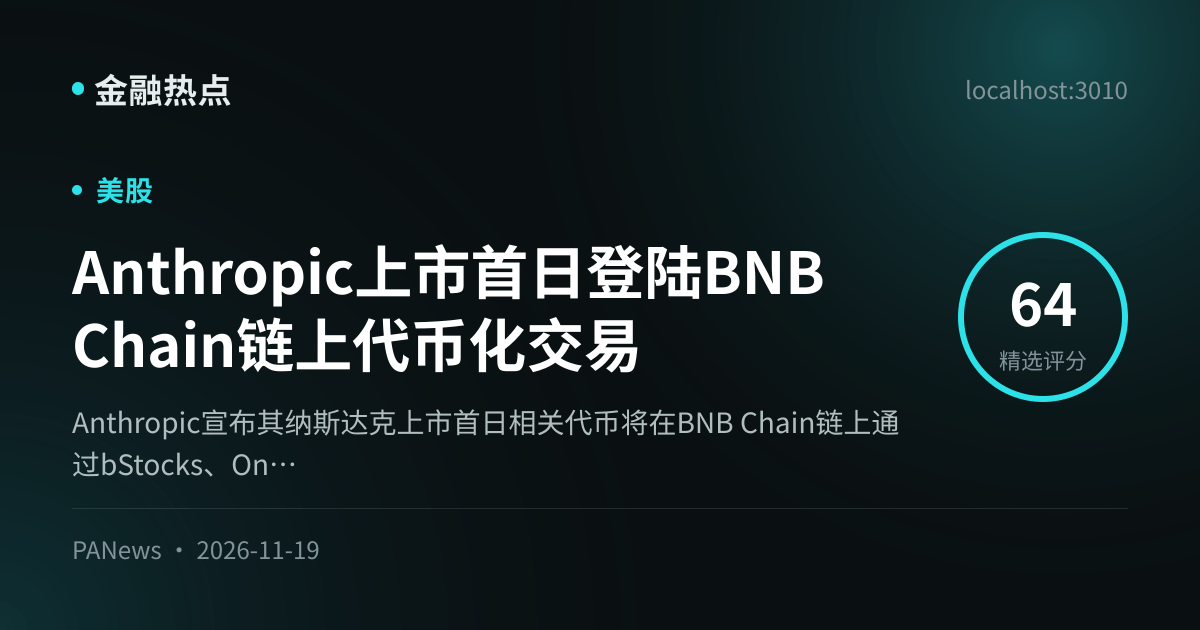 金融热点
localhost:3010
美股
Anthropic上市首日登陆BNB
Chain链上代币化交易
64
精选评分
Anthropic宣布其纳斯达克上市首日相关代币将在BNB Chain链上通
过bStocks、On…
PANews • 2026-11-19